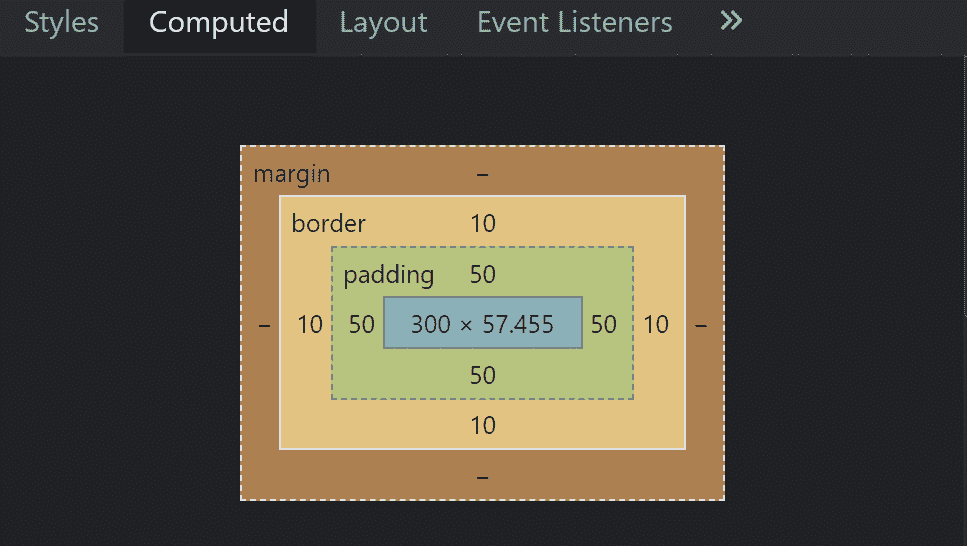 Styles Computed Layout Event Listeners »
margin –
border 10
padding 50
– 10 50 300 × 57.455 50 10 –
50
10
–